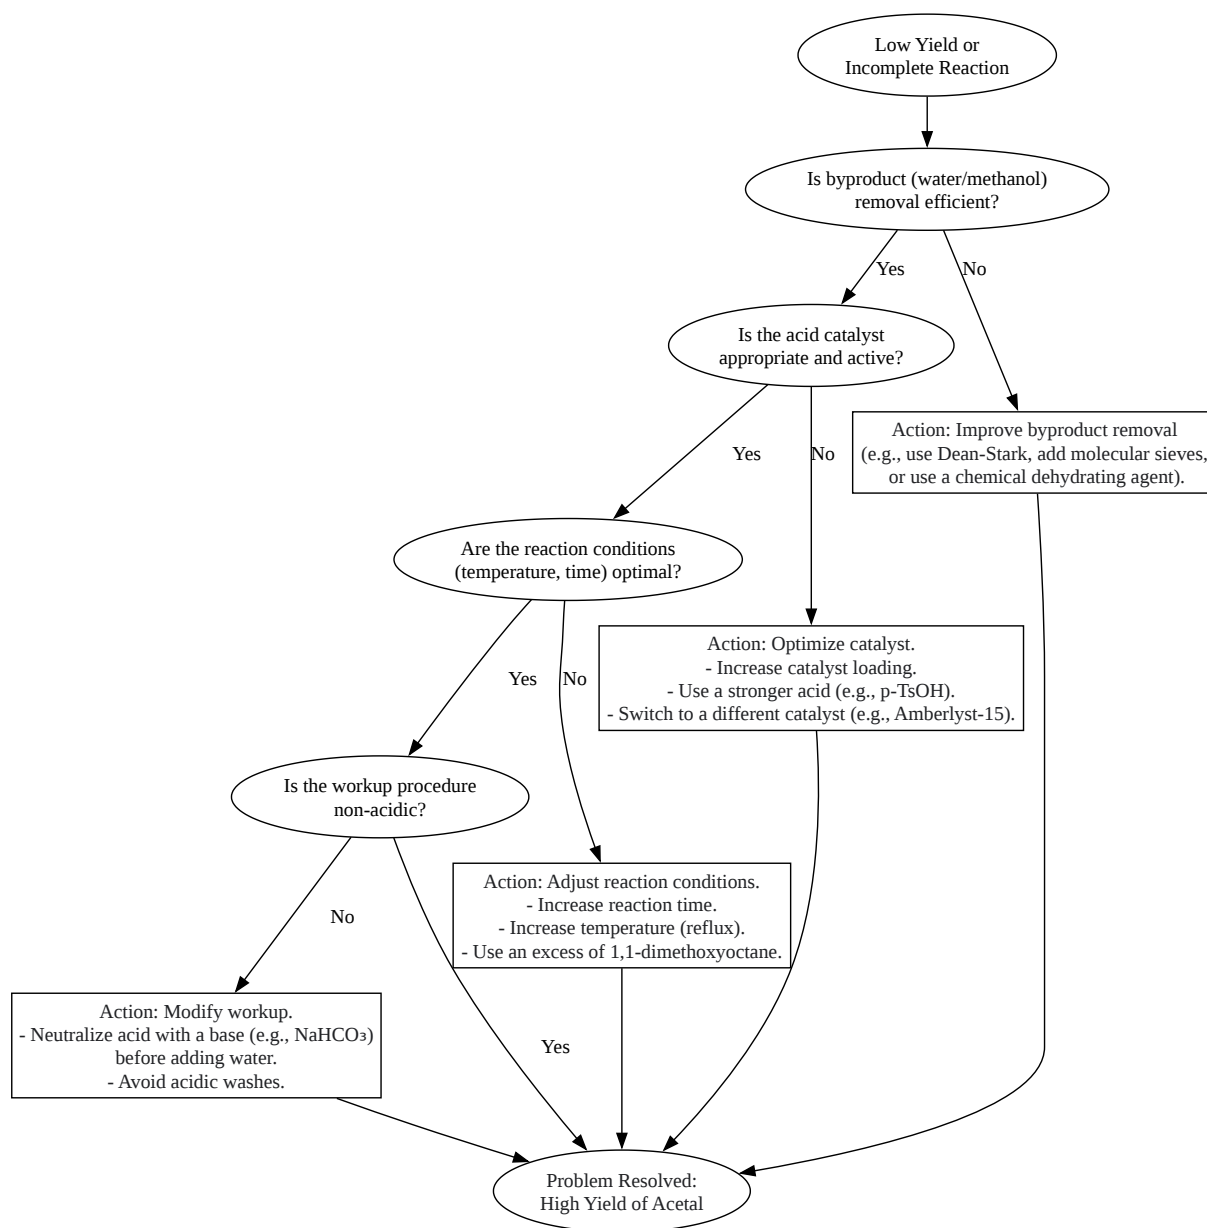 Low Yield or
Incomplete Reaction
Is byproduct (water/methanol)
removal efficient?
Yes
No
Is the acid catalyst
appropriate and active?
Action: Improve byproduct removal
(e.g., use Dean-Stark, add molecular sieves,
or use a chemical dehydrating agent).
Yes
No
Are the reaction conditions
(temperature, time) optimal?
Action: Optimize catalyst.
- Increase catalyst loading.
- Use a stronger acid (e.g., p-TsOH).
- Switch to a different catalyst (e.g., Amberlyst-15).
Yes
No
Is the workup procedure
non-acidic?
Action: Adjust reaction conditions.
- Increase reaction time.
- Increase temperature (reflux).
- Use an excess of 1,1-dimethoxyoctane.
No
Yes
Action: Modify workup.
- Neutralize acid with a base (e.g., NaHCO₃)
before adding water.
- Avoid acidic washes.
Problem Resolved:
High Yield of Acetal